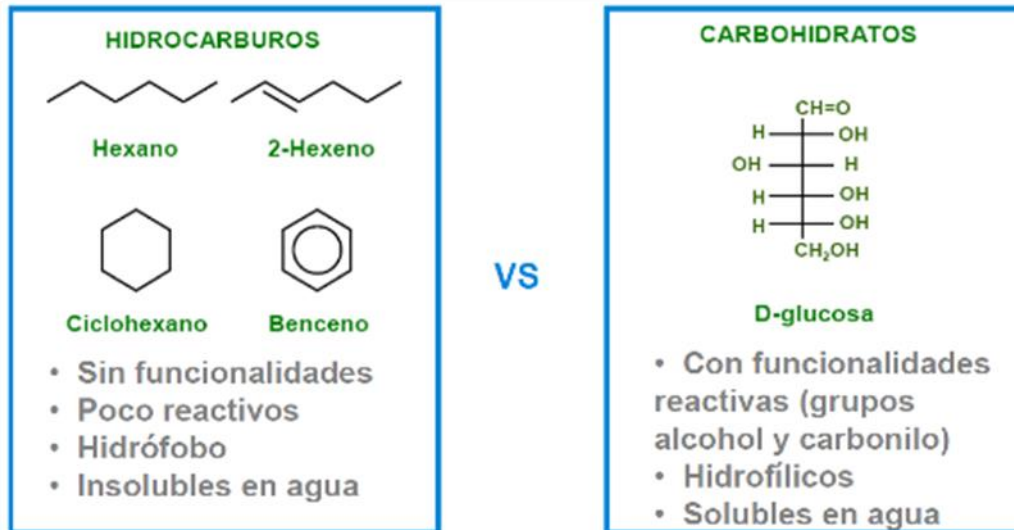 HIDROCARBUROS
Hexano
2-Hexeno
Ciclohexano
Benceno
• Sin funcionalidades
• Poco reactivos
• Hidrófobo
• Insolubles en agua
VS
CARBOHIDRATOS
CH=O
H OH
OH H
H OH
H OH
CH₂OH
D-glucosa
• Con funcionalidades
reactivas (grupos
alcohol y carbonilo)
• Hidrofílicos
• Solubles en agua